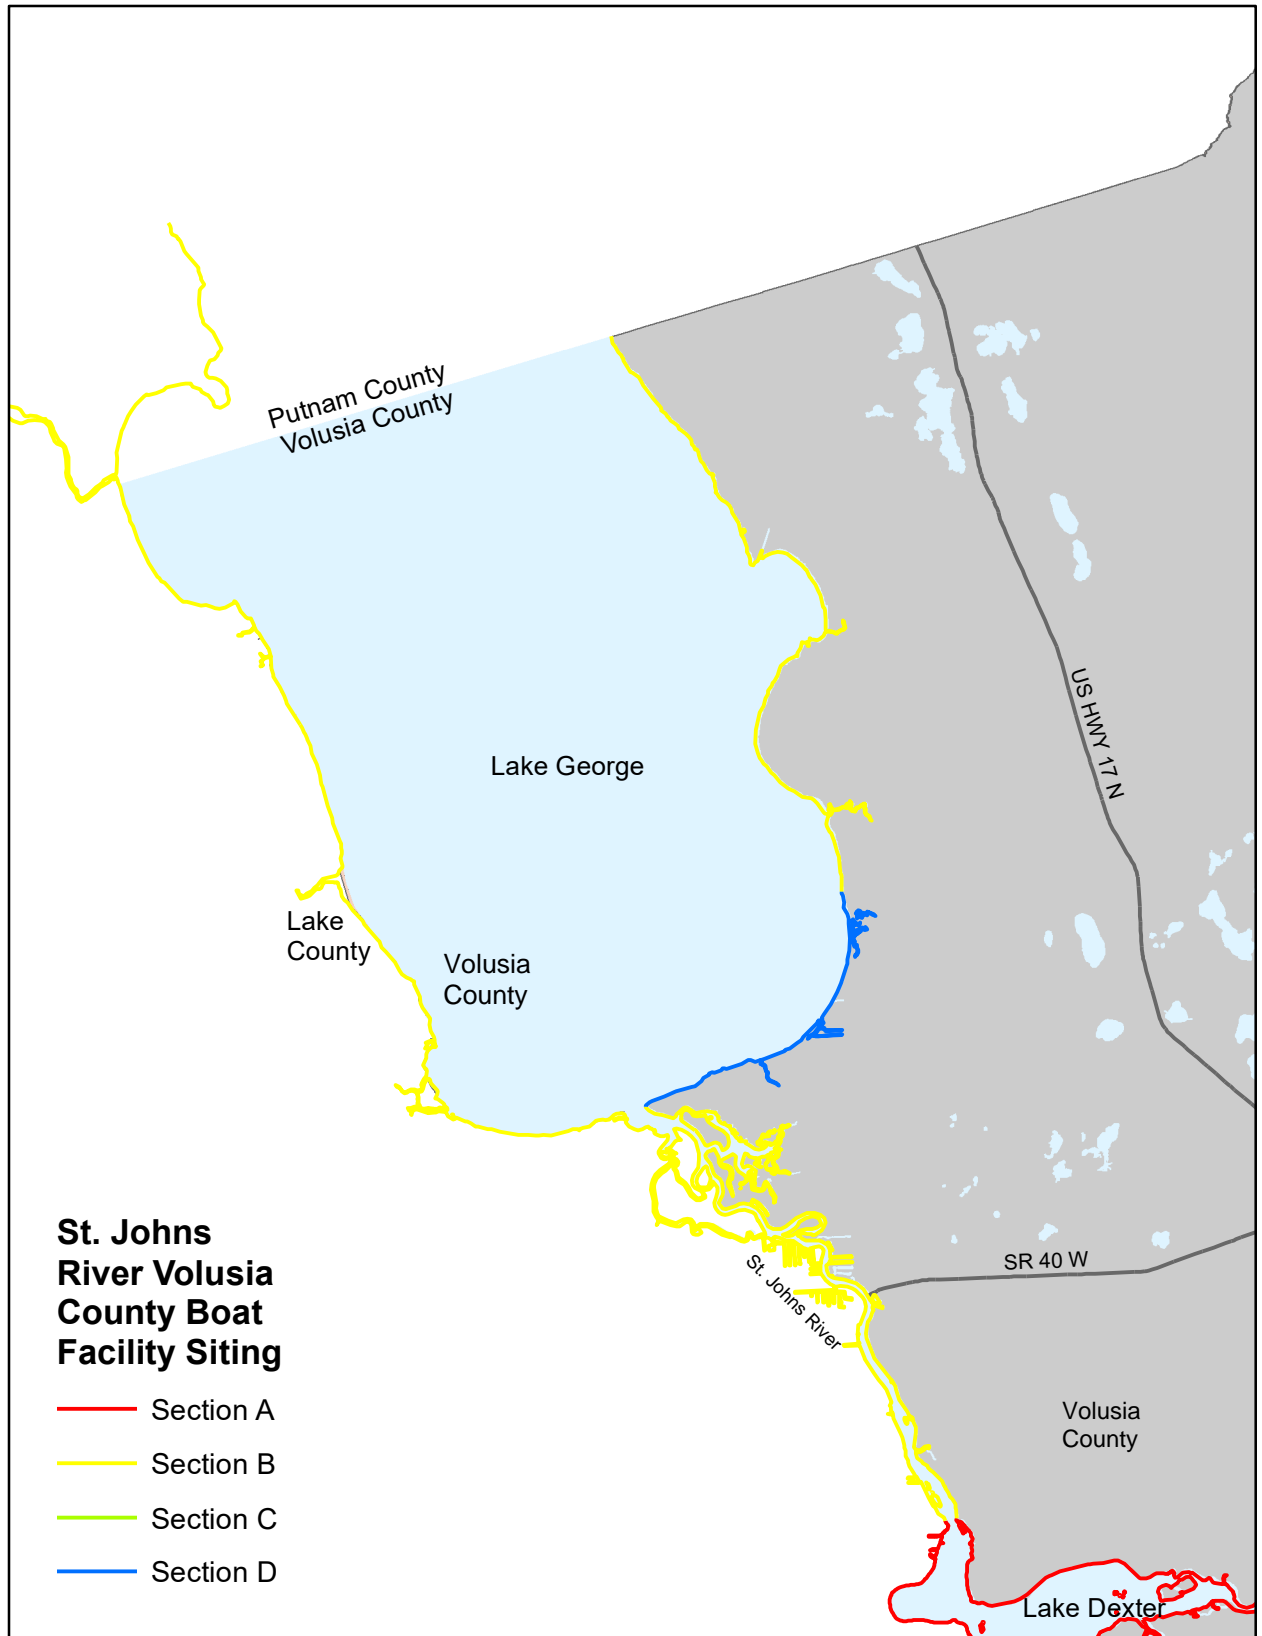 Putnam County
Volusia County
US HWY 17 N
Lake George
Lake
County
Volusia
County
St. Johns
River Volusia
County Boat
Facility Siting
SR 40 W
St. Johns River
Section A
Section B
Section C
Section D
Volusia
County
Lake Dexter